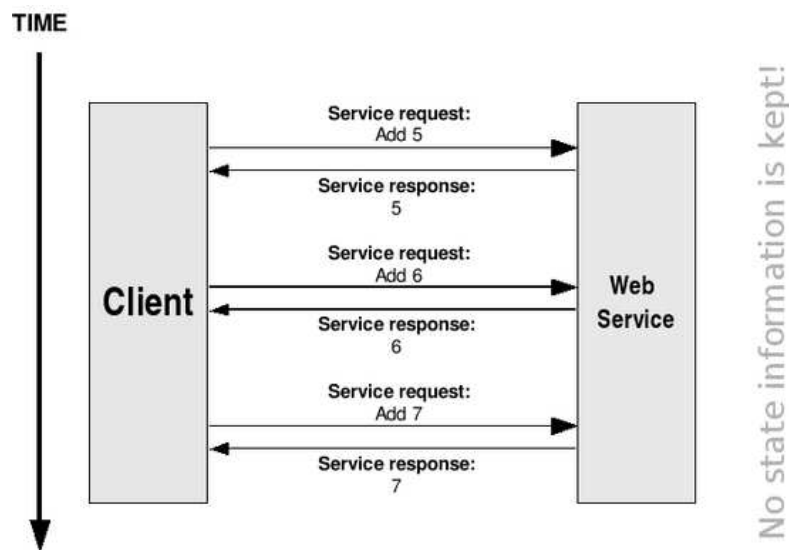 TIME
Service request:
Add 5
Service response:
5
Service request:
Add 6
Service response:
6
Service request:
Add 7
Service response:
7
Client
Web
Service
No state information is kept!